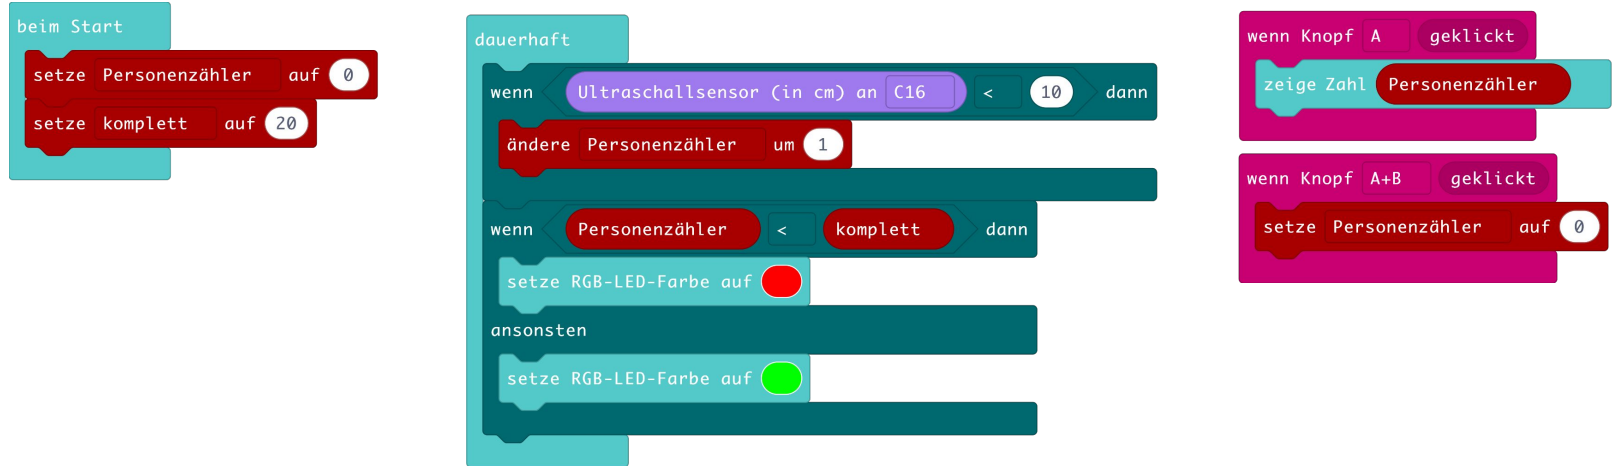 beim Start
setze Personenzähler auf 0
setze komplett auf 20
dauerhaft
wenn Ultraschallsensor (in cm) an C16 < 10 dann
ändere Personenzähler um 1
wenn Personenzähler < komplett dann
setze RGB-LED-Farbe auf
ansonsten
setze RGB-LED-Farbe auf
wenn Knopf A geklickt
zeige Zahl Personenzähler
wenn Knopf A+B geklickt
setze Personenzähler auf 0